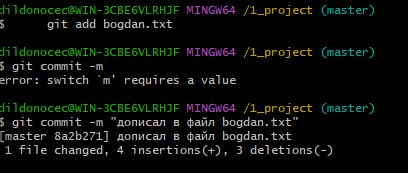 dildonocec@WIN-3CBE6VLRHJF MINGW64 /1_project (master)
$ git add bogdan.txt
dildonocec@WIN-3CBE6VLRHJF MINGW64 /1_project (master)
$ git commit -m
error: switch `m' requires a value
dildonocec@WIN-3CBE6VLRHJF MINGW64 /1_project (master)
$ git commit -m "дописал в файл bogdan.txt"
[master 8a2b271] дописал в файл bogdan.txt
1 file changed, 4 insertions(+), 3 deletions(-)